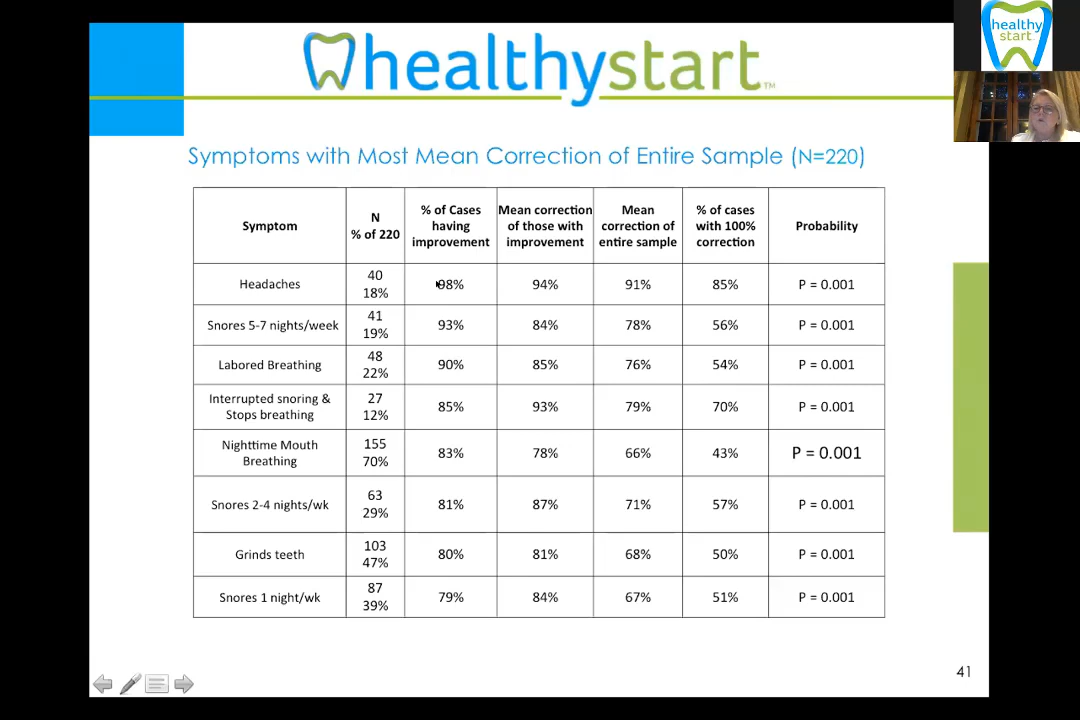 healthystart™
healthy
start
Symptoms with Most Mean Correction of Entire Sample (N=220)
Symptom
N
% of 220
% of Cases
having
improvement
Mean correction
of those with
improvement
Mean
correction of
entire sample
% of cases
with 100%
correction
Probability
Headaches
40
18%
98%
94%
91%
85%
P = 0.001
Snores 5-7 nights/week
41
19%
93%
84%
78%
56%
P = 0.001
Labored Breathing
48
22%
90%
85%
76%
54%
P = 0.001
Interrupted snoring &
Stops breathing
27
12%
85%
93%
79%
70%
P = 0.001
Nighttime Mouth
Breathing
155
70%
83%
78%
66%
43%
P = 0.001
Snores 2-4 nights/wk
63
29%
81%
87%
71%
57%
P = 0.001
Grinds teeth
103
47%
80%
81%
68%
50%
P = 0.001
Snores 1 night/wk
87
39%
79%
84%
67%
51%
P = 0.001
41